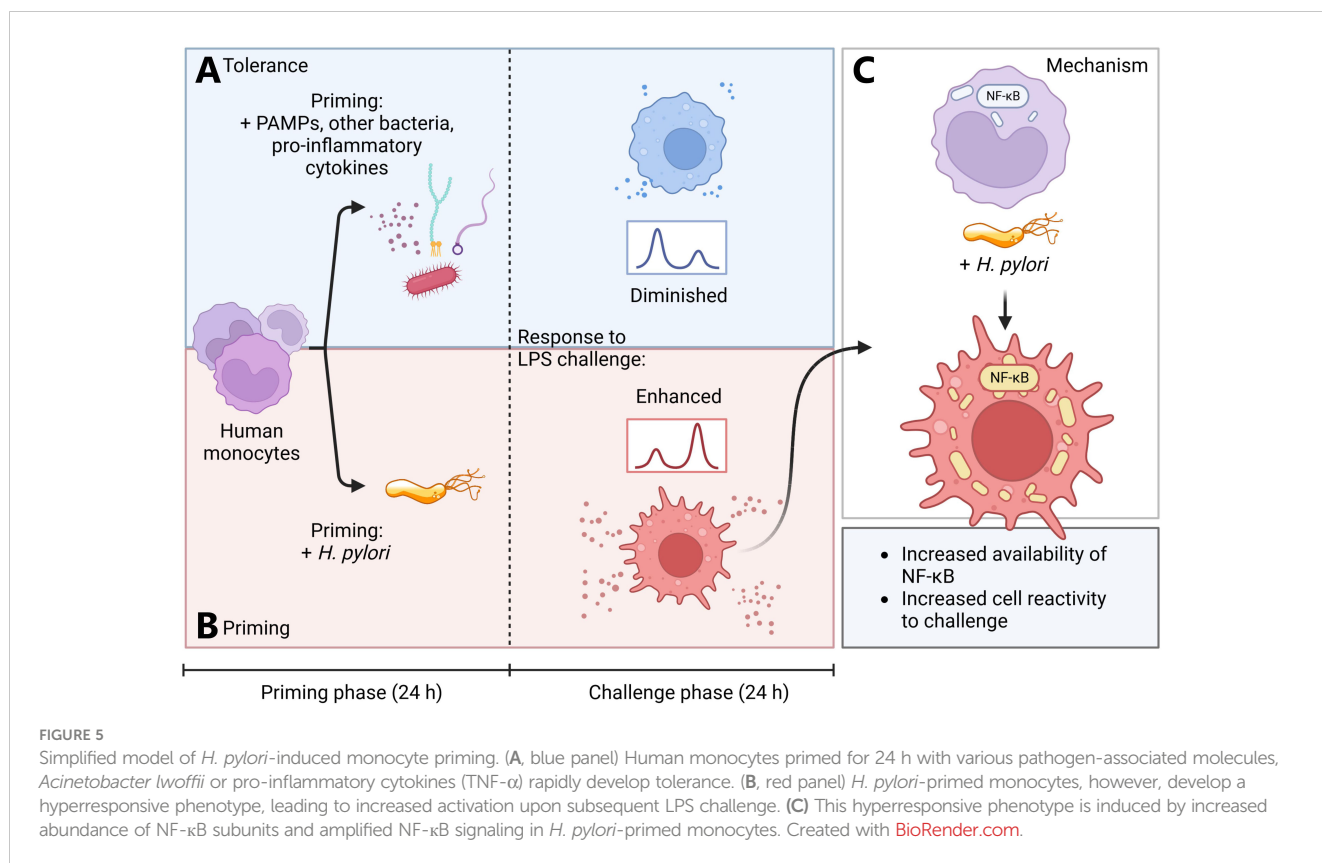 A Tolerance
Priming:
+ PAMPs, other bacteria,
pro-inflammatory
cytokines
Diminished
Human
monocytes
Response to
LPS challenge:
Enhanced
Priming:
+ H. pylori
B Priming
Priming phase (24 h)
Challenge phase (24 h)
C Mechanism
NF-κB
+ H. pylori
NF-κB
• Increased availability of
NF-κB
• Increased cell reactivity
to challenge
FIGURE 5
Simplified model of H. pylori-induced monocyte priming. (A, blue panel) Human monocytes primed for 24 h with various pathogen-associated molecules,
Acinetobacter lwoffii or pro-inflammatory cytokines (TNF-α) rapidly develop tolerance. (B, red panel) H. pylori-primed monocytes, however, develop a
hyperresponsive phenotype, leading to increased activation upon subsequent LPS challenge. (C) This hyperresponsive phenotype is induced by increased
abundance of NF-κB subunits and amplified NF-κB signaling in H. pylori-primed monocytes. Created with BioRender.com.